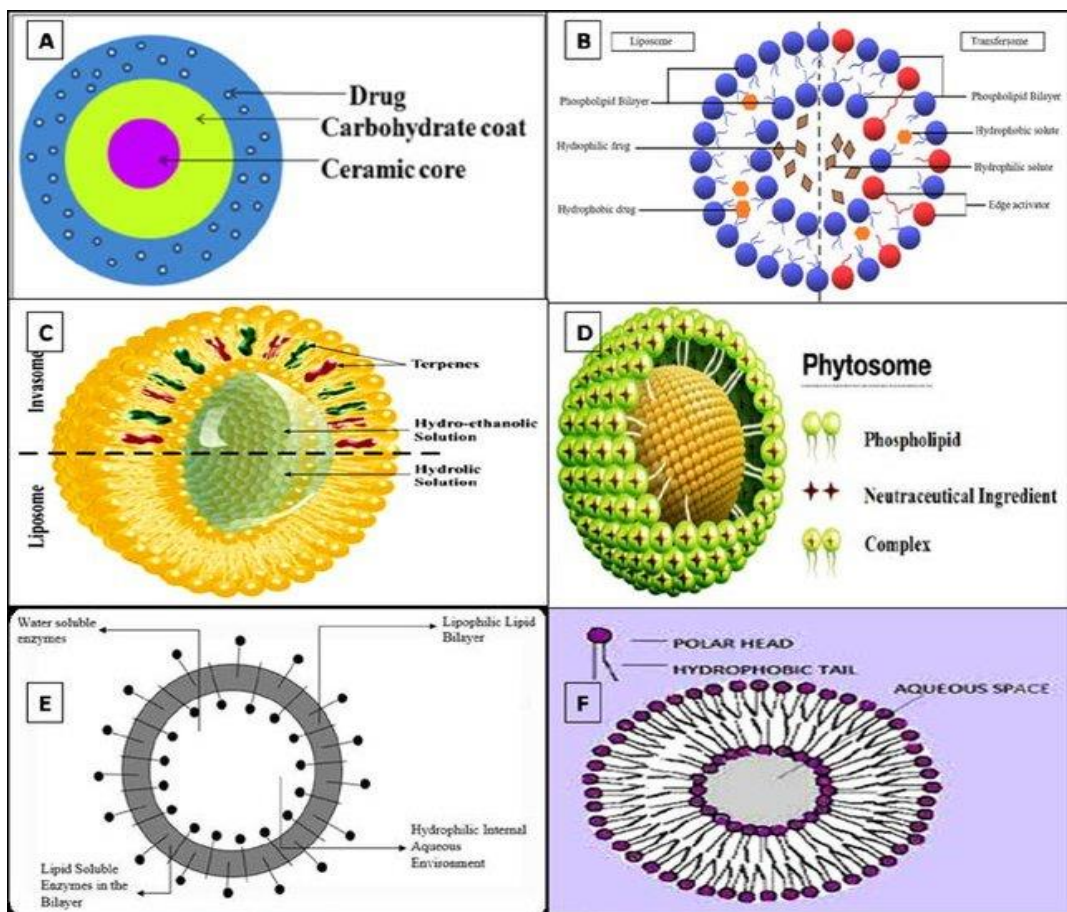 A
Drug
Carbohydrate coat
Ceramic core
B
Liposome
Transfersome
Phospholipid Bilayer
Phospholipid Bilayer
Hydrophobic solute
Hydrophilic drug
Hydrophilic solute
Hydrophobic drug
Edge activator
C
Invasome
Liposome
Terpenes
Hydro-ethanolic
Solution
Hydrolic
Solution
D
Phytosome
Phospholipid
Neutraceutical Ingredient
Complex
E
Water soluble
enzymes
Lipophilic Lipid
Bilayer
Hydrophilic Internal
Aqueous
Environment
Lipid Soluble
Enzymes in the
Bilayer
F
POLAR HEAD
HYDROPHOBIC TAIL
AQUEOUS SPACE